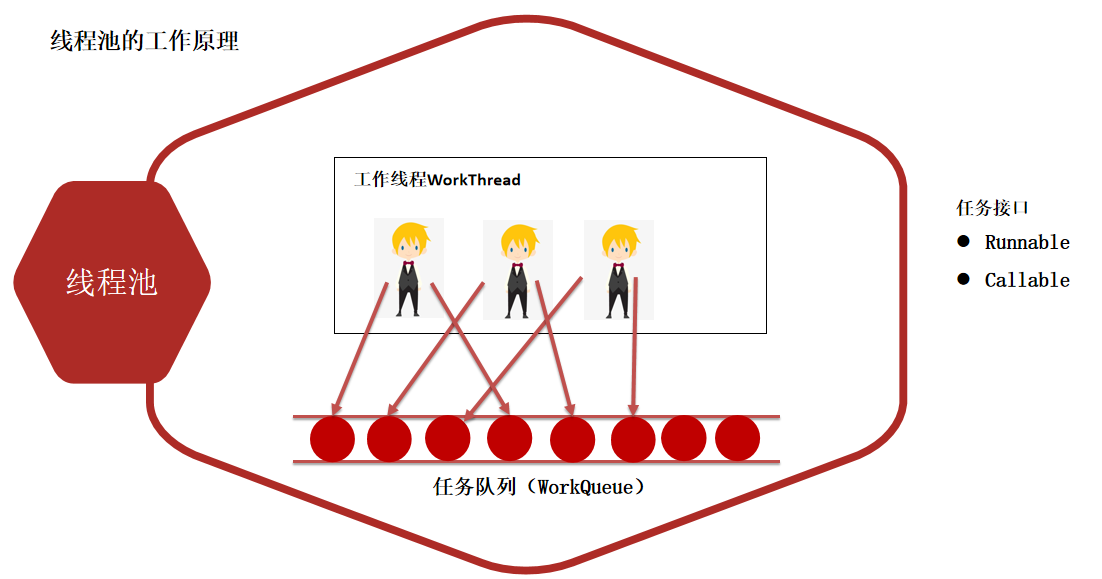 线程池的工作原理
线程池
工作线程WorkThread
任务队列（WorkQueue）
任务接口
● Runnable
● Callable